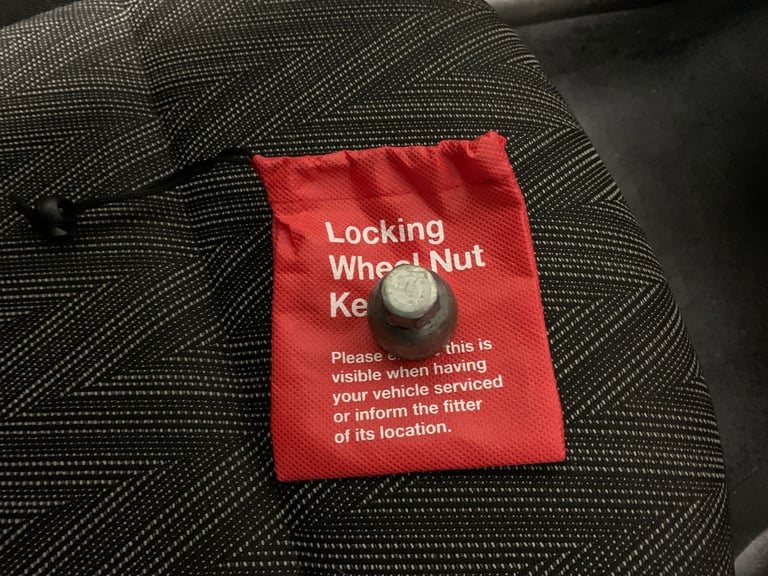 Locking
Wheel Nut
Ke
Please e this is
visible when having
your vehicle serviced
or inform the fitter
of its location.